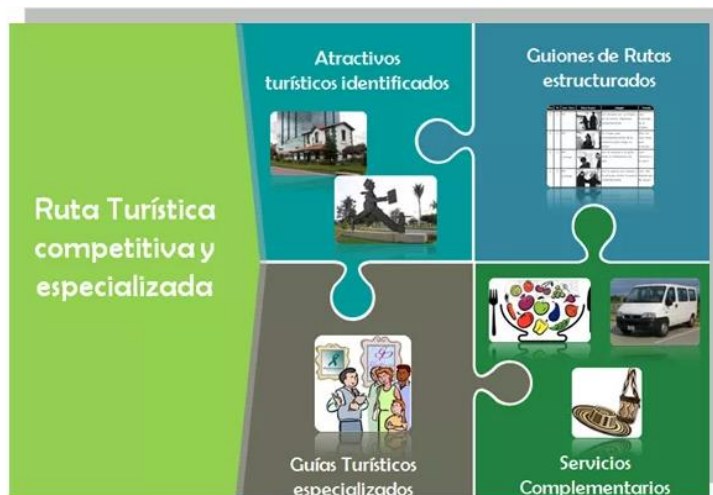 Ruta Turística
competitiva y
especializada
Atractivos
turísticos identificados
Guiones de Rutas
estructurados
Guías Turísticos
especializados
Servicios
Complementarios